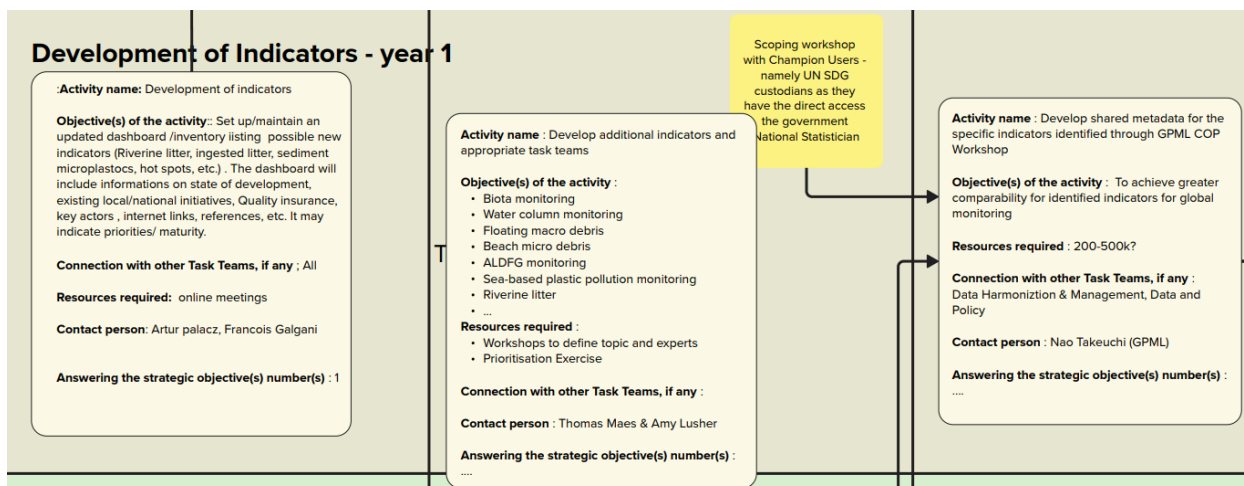 Development of Indicators - year 1
:Activity name: Development of indicators
Objective(s) of the activity:: Set up/maintain an
updated dashboard /inventory iisting  possible new
indicators (Riverine litter, ingested litter, sediment
microplastocs, hot spots, etc.) . The dashboard will
include informations on state of development,
existing local/national initiatives, Quality insurance,
key actors , internet links, references, etc. It may
indicate priorities/ maturity.
Connection with other Task Teams, if any ; All
Resources required:  online meetings
Contact person: Artur palacz, Francois Galgani
Answering the strategic objective(s) number(s) : 1
T
Activity name : Develop additional indicators and
appropriate task teams
Objective(s) of the activity :
• Biota monitoring
• Water column monitoring
• Floating macro debris
• Beach micro debris
• ALDFG monitoring
• Sea-based plastic pollution monitoring
• Riverine litter
• ...
Resources required :
• Workshops to define topic and experts
• Prioritisation Exercise
Connection with other Task Teams, if any :
Contact person : Thomas Maes & Amy Lusher
Answering the strategic objective(s) number(s) :
....
Scoping workshop
with Champion Users -
namely UN SDG
custodians as they
have the direct access
the government
National Statistician
Activity name : Develop shared metadata for the
specific indicators identified through GPML COP
Workshop
Objective(s) of the activity :  To achieve greater
comparability for identified indicators for global
monitoring
Resources required : 200-500k?
Connection with other Task Teams, if any :
Data Harmoniztion & Management, Data and
Policy
Contact person : Nao Takeuchi (GPML)
Answering the strategic objective(s) number(s) :
....